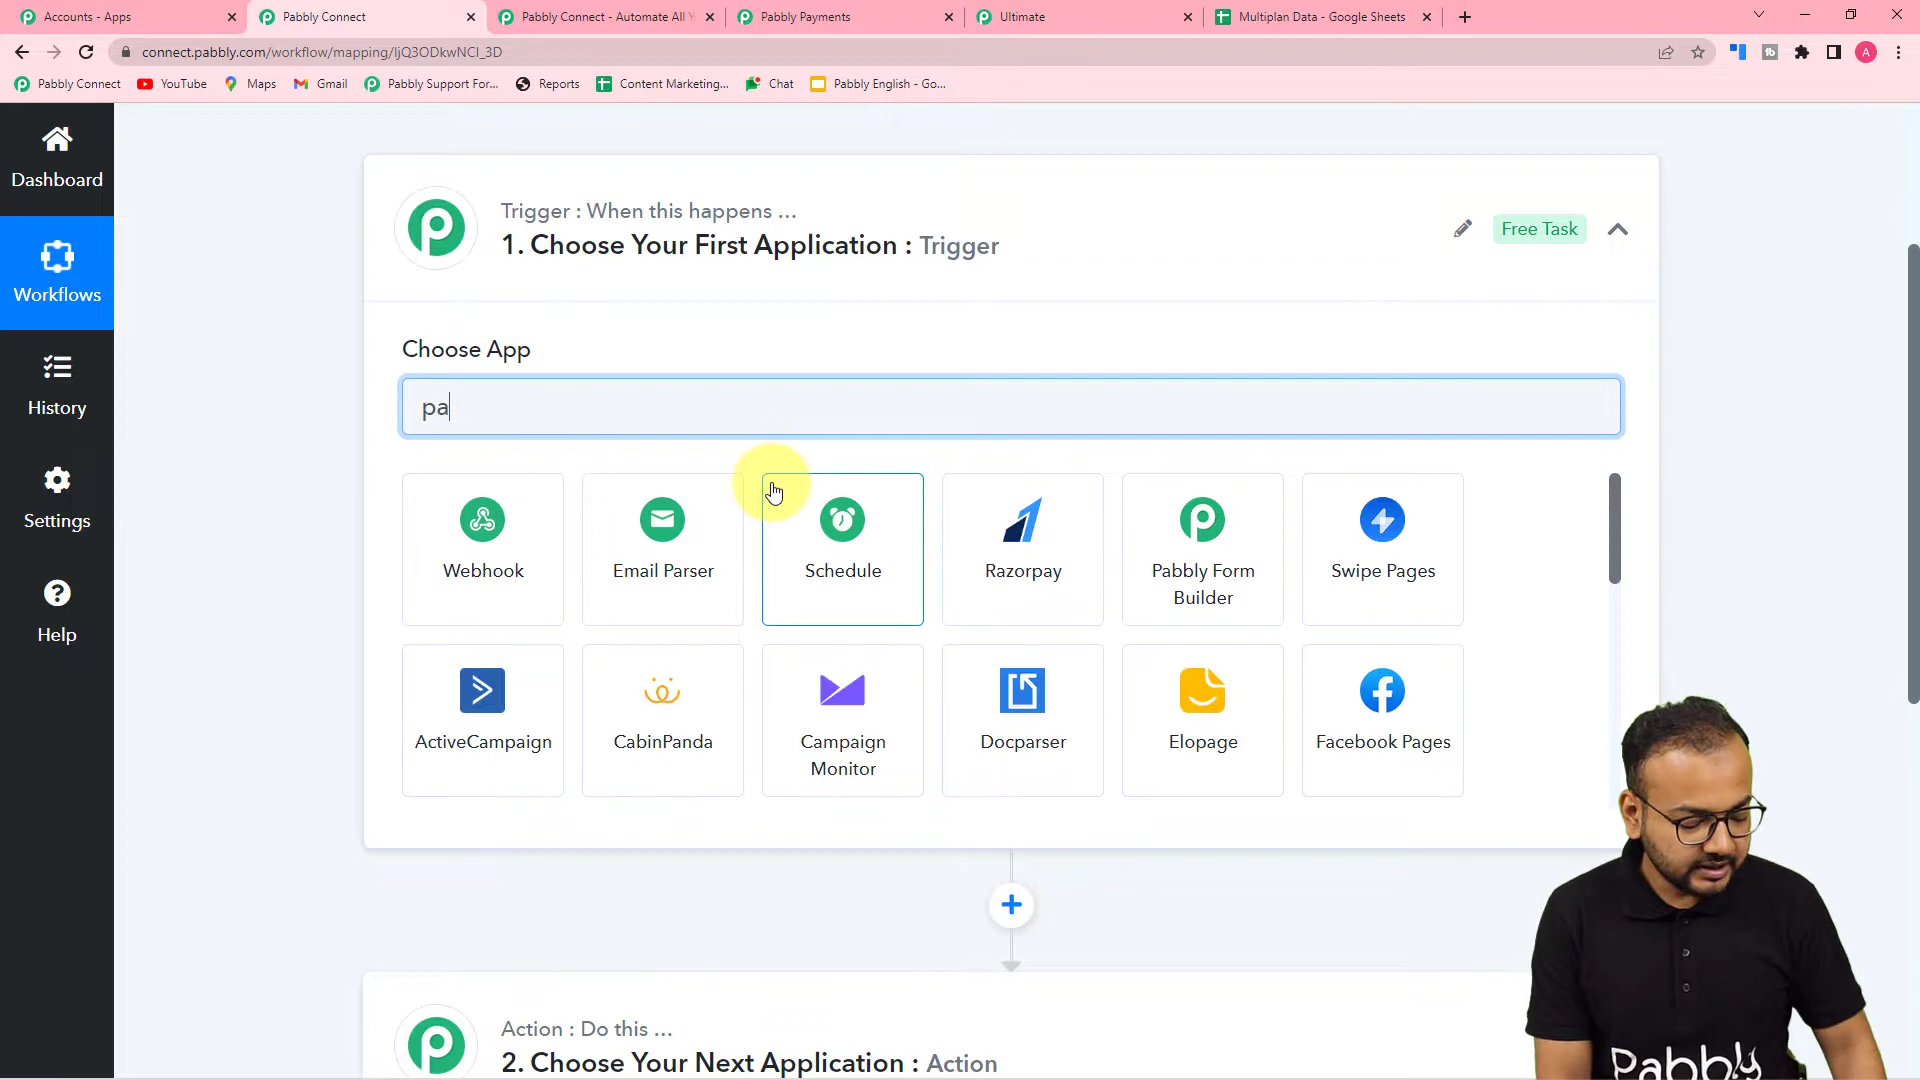 Accounts - Apps
Pabbly Connect
Pabbly Connect - Automate All Y
Pabbly Payments
Ultimate
Multiplan Data - Google Sheets
connect.pabbly.com/workflow/mapping/IjQ3ODkwNCI_3D
A
Pabbly Connect
YouTube
Maps
Gmail
Pabbly Support For...
Reports
Content Marketing...
Chat
Pabbly English - Go...
Dashboard
Workflows
History
Settings
Help
Trigger : When this happens ...
1. Choose Your First Application : Trigger
Free Task
Choose App
pa
Webhook
Email Parser
Schedule
Razorpay
Pabbly Form
Builder
Swipe Pages
ActiveCampaign
CabinPanda
Campaign
Monitor
Docparser
Elopage
Facebook Pages
Action : Do this ...
2. Choose Your Next Application : Action
Pabbly